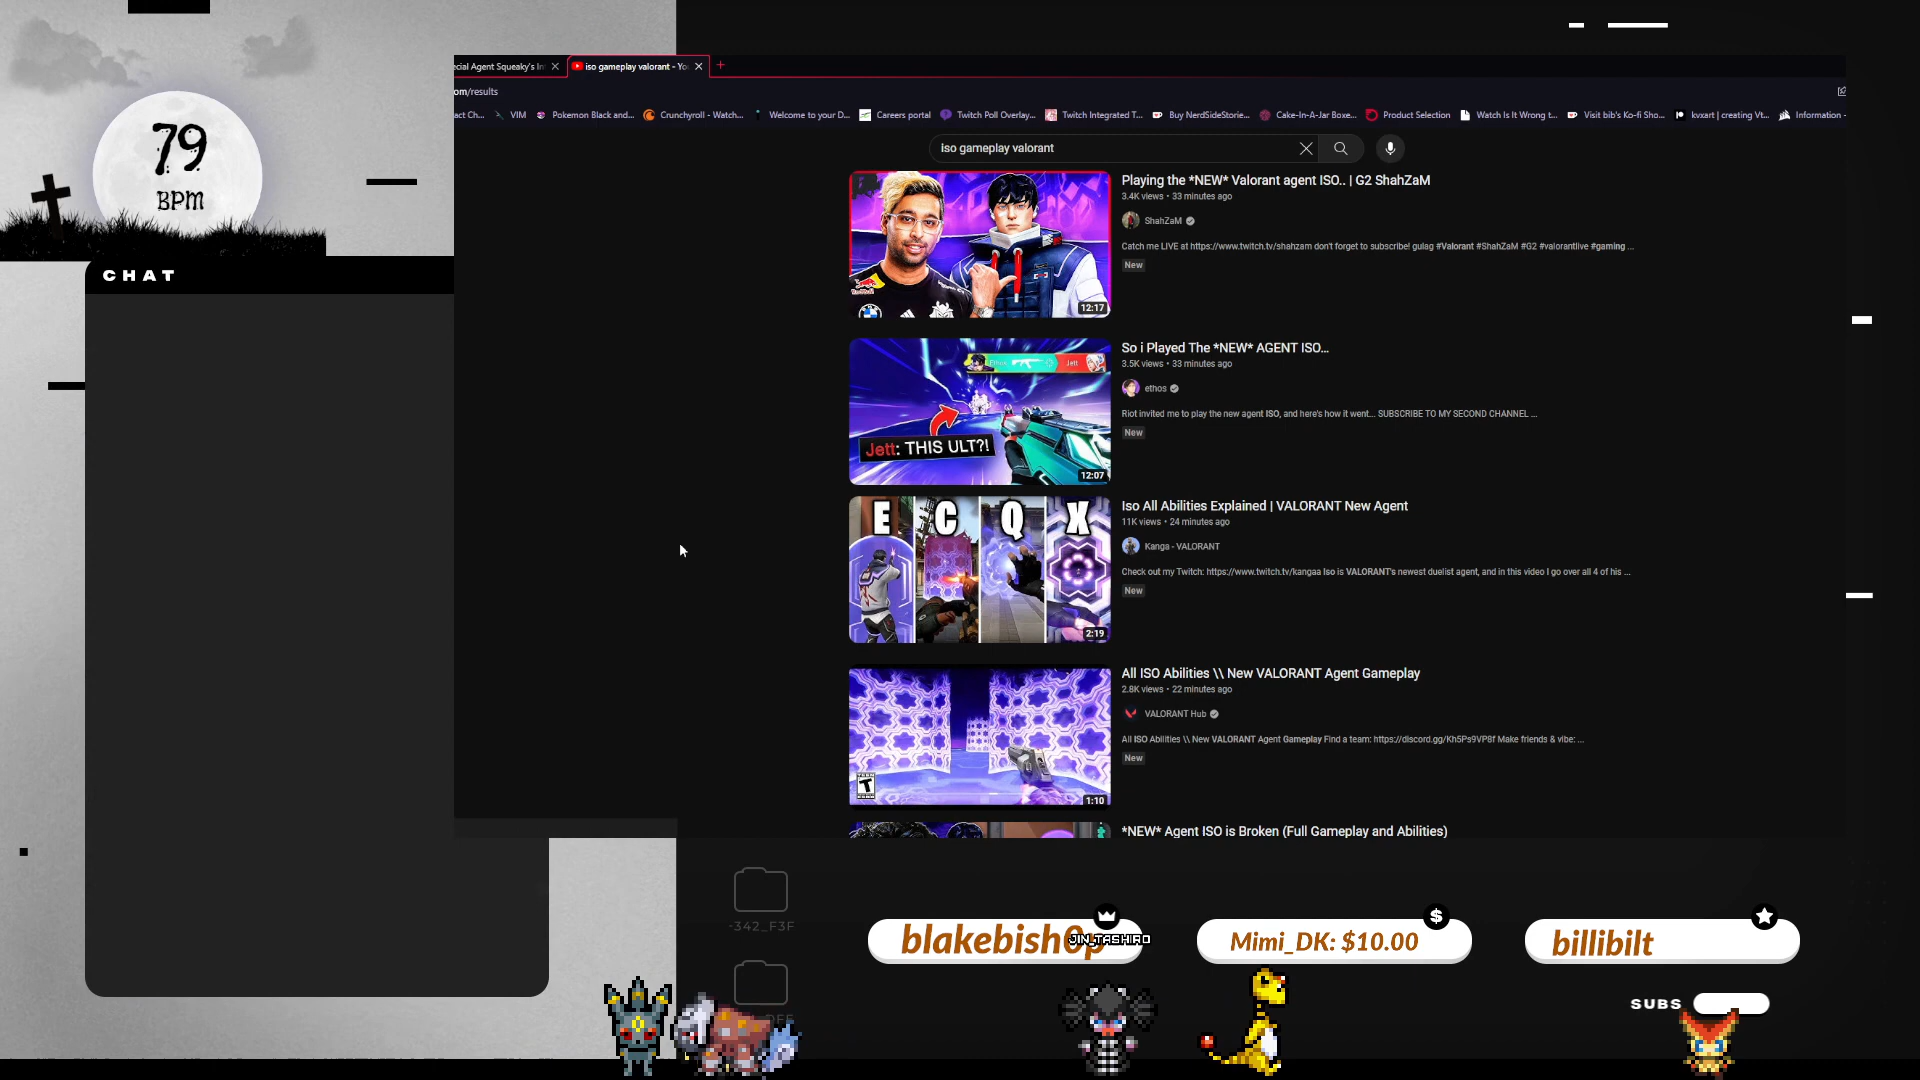 79
BPM
CHAT
ecial Agent Squeaky's In
iso gameplay valorant - Yo
om/results
act Ch...
VIM
Pokemon Black and...
Crunchyroll - Watch...
Welcome to your D...
Careers portal
Twitch Poll Overlay...
Twitch Integrated T...
Buy NerdSideStorie...
Cake-In-A-Jar Boxe...
Product Selection
Watch Is It Wrong t...
Visit bib's Ko-fi Sho...
kvxart | creating Vt...
Information -
iso gameplay valorant
Playing the *NEW* Valorant agent ISO.. | G2 ShahZaM
3.4K views • 33 minutes ago
ShahZaM
Catch me LIVE at https://www.twitch.tv/shahzam don't forget to subscribe! gulag #Valorant #ShahZaM #G2 #valorantlive #gaming ...
New
12:17
So i Played The *NEW* AGENT ISO...
3.5K views • 33 minutes ago
ethos
Riot invited me to play the new agent ISO, and here's how it went... SUBSCRIBE TO MY SECOND CHANNEL ...
New
Jett
Jett: THIS ULT?!
12:07
Iso All Abilities Explained | VALORANT New Agent
11K views • 24 minutes ago
Kanga - VALORANT
Check out my Twitch: https://www.twitch.tv/kangaa Iso is VALORANT's newest duelist agent, and in this video I go over all 4 of his ...
New
E C Q X
2:19
All ISO Abilities \\ New VALORANT Agent Gameplay
2.8K views • 22 minutes ago
VALORANT Hub
All ISO Abilities \\ New VALORANT Agent Gameplay Find a team: https://discord.gg/Kh5Ps9VP8f Make friends & vibe: ...
New
T
1:10
*NEW* Agent ISO is Broken (Full Gameplay and Abilities)
-342_F3F
blakebish0p
JIN_TASHIRO
Mimi_DK: $10.00
billibilt
SUBS